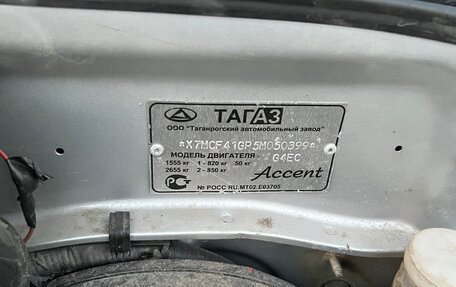 ТАГАЗ
ООО "Таганрогский автомобильный завод"
*X7MCF41GP5M050399*
МОДЕЛЬ ДВИГАТЕЛЯ - G4EC
1555 кг 1 - 820 кг 50 кг
2655 кг 2 - 850 кг
Accent
№ РОСС RU.MT02.E03705